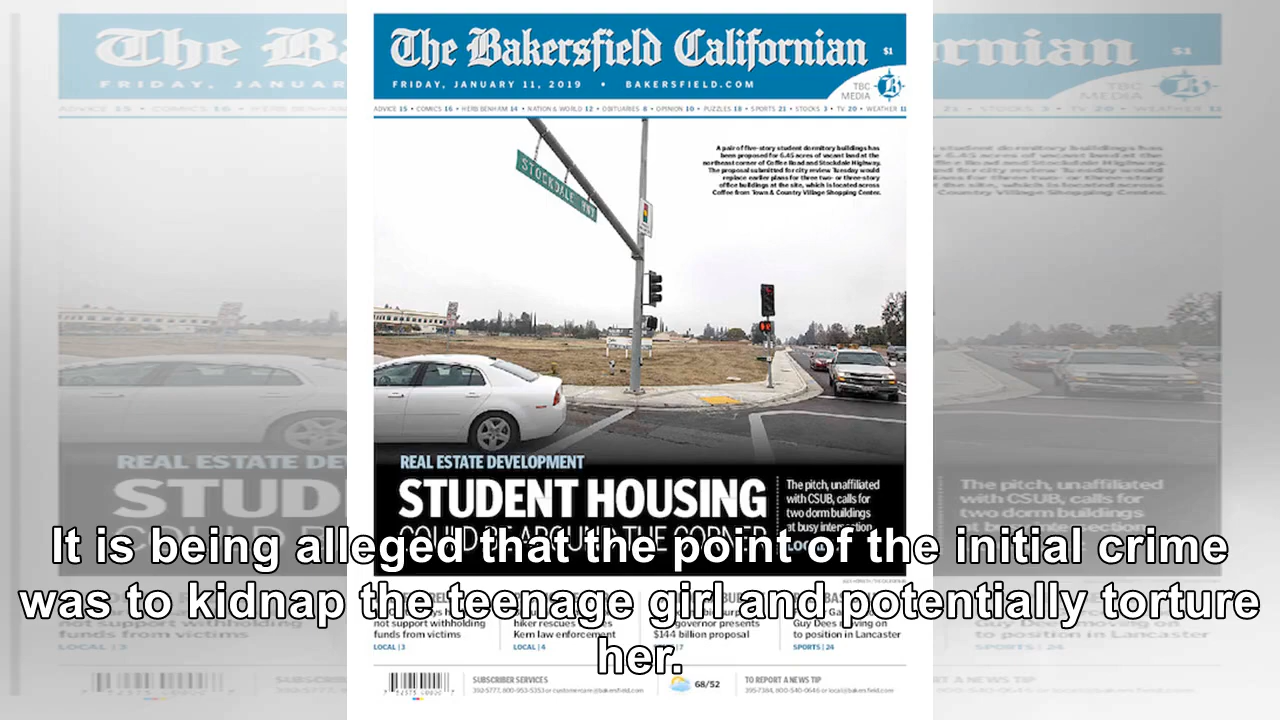 The Bakersfield Californian
$1
FRIDAY, JANUARY 11, 2019 • BAKERSFIELD.COM
TBC
MEDIA
ADVICE 15 • COMICS 16 • HERB BENHAM 14 • NATION & WORLD 12 • OBITUARIES 8 • OPINION 10 • PUZZLES 18 • SPORTS 21 • STOCKS 3 • TV 20 • WEATHER 11
A pair of five-story student dormitory buildings has
been proposed for 6.45 acres of vacant land at the
northeast corner of Coffee Road and Stockdale Highway.
The proposal submitted for city review Tuesday would
replace earlier plans for three two- or three-story
office buildings at the site, which is located across
Coffee from Town & Country Village Shopping Center.
STOCKDALE HWY
REAL ESTATE DEVELOPMENT
STUDENT HOUSING
COULD BE AROUND THE CORNER
The pitch, unaffiliated
with CSUB, calls for
two dorm buildings
at busy intersection.
It is being alleged that the point of the initial crime
was to kidnap the teenage girl and potentially torture
her.
not support withholding
funds from victims
LOCAL | 3
hiker rescues
Kern law enforcement
LOCAL | 4
governor presents
$144 billion proposal
7
Guy Dees moving on
to position in Lancaster
SPORTS | 24
SUBSCRIBER SERVICES
68/52
TO REPORT A NEWS TIP